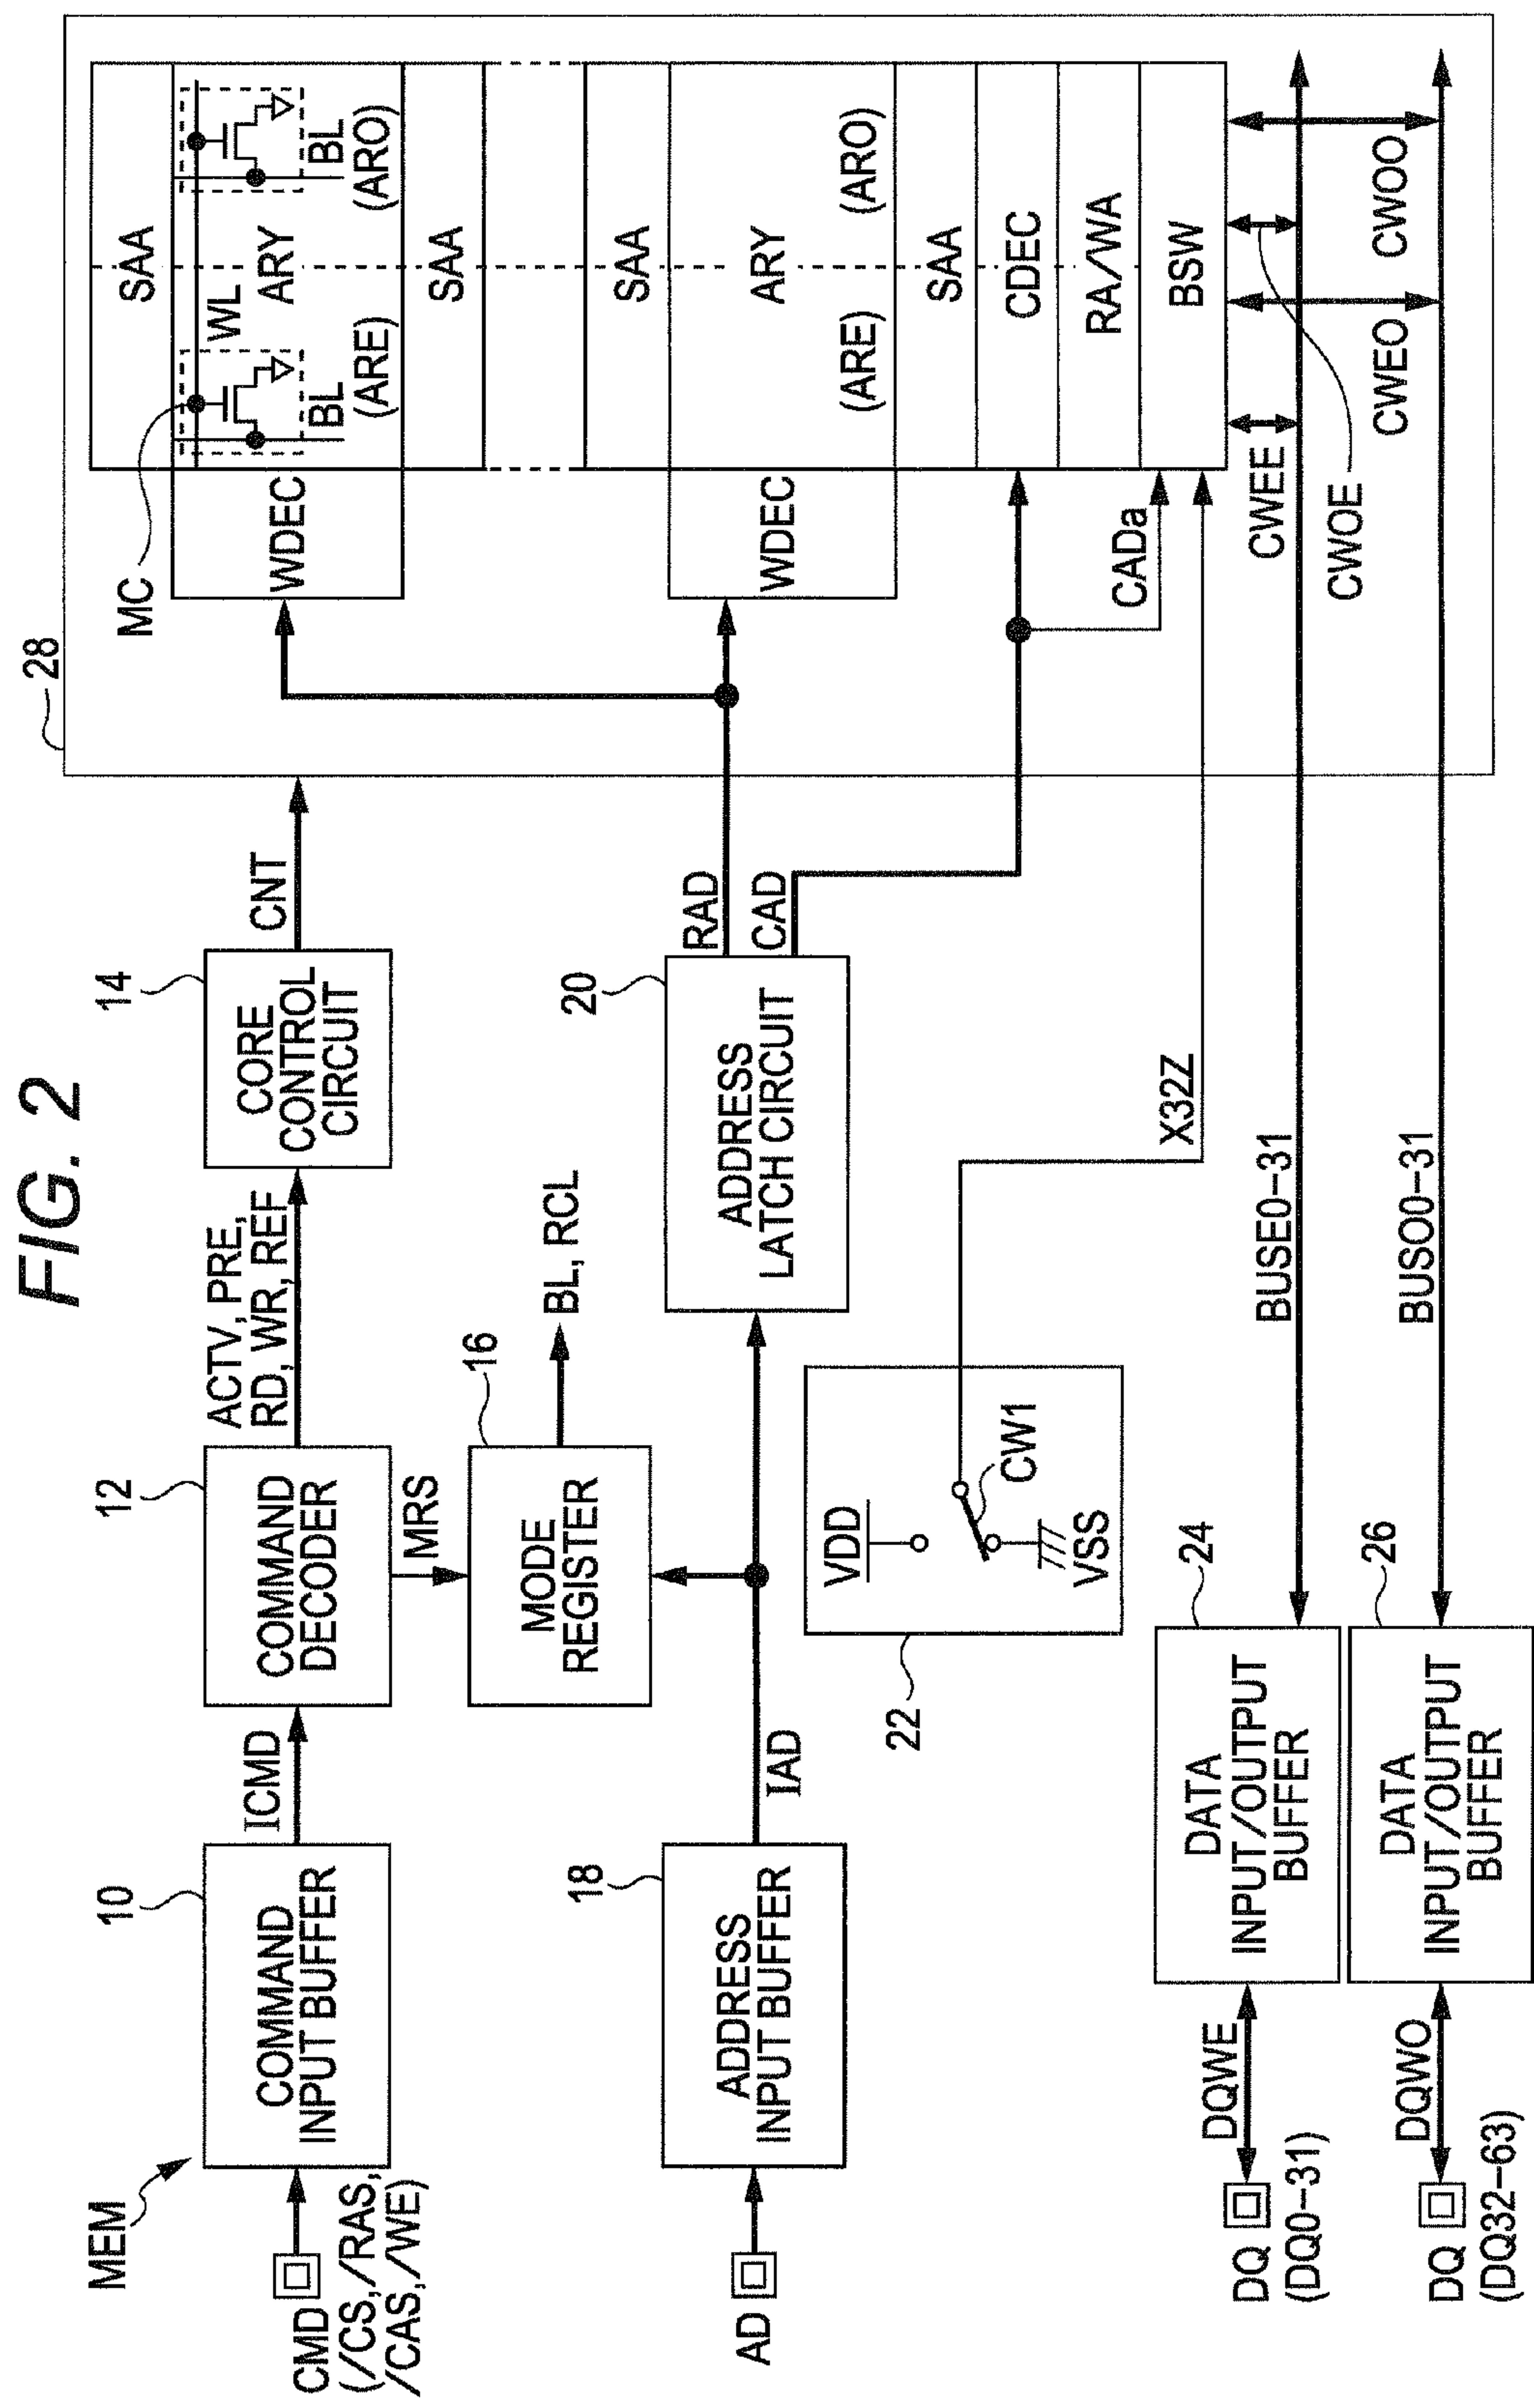 FIG. 2
MEM
CMD
(/CS,/RAS,
/CAS,/WE)
10
COMMAND
INPUT BUFFER
ICMD
12
COMMAND
DECODER
ACTV, PRE,
RD, WR, REF
14
CORE
CONTROL
CIRCUIT
CNT
28
MRS
16
MODE
REGISTER
BL, RCL
AD
18
ADDRESS
INPUT BUFFER
IAD
20
ADDRESS
LATCH CIRCUIT
RAD
CAD
22
VDD
CW1
VSS
X32Z
DQ
(DQ0–31)
DQWE
24
DATA
INPUT/OUTPUT
BUFFER
BUSE0–31
DQ
(DQ32–63)
DQWO
26
DATA
INPUT/OUTPUT
BUFFER
BUSO0–31
MC
WDEC
SAA
WL
BL
ARY
BL
(ARE)
(ARO)
SAA
SAA
WDEC
ARY
(ARE)
(ARO)
SAA
CDEC
RA/WA
BSW
CADa
CWEE
CWOE
CWEO
CWOO